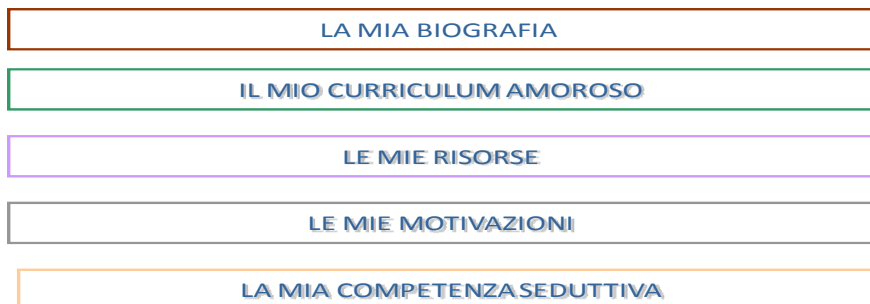 LA MIA BIOGRAFIA
IL MIO CURRICULUM AMOROSO
LE MIE RISORSE
LE MIE MOTIVAZIONI
LA MIA COMPETENZA SEDUTTIVA